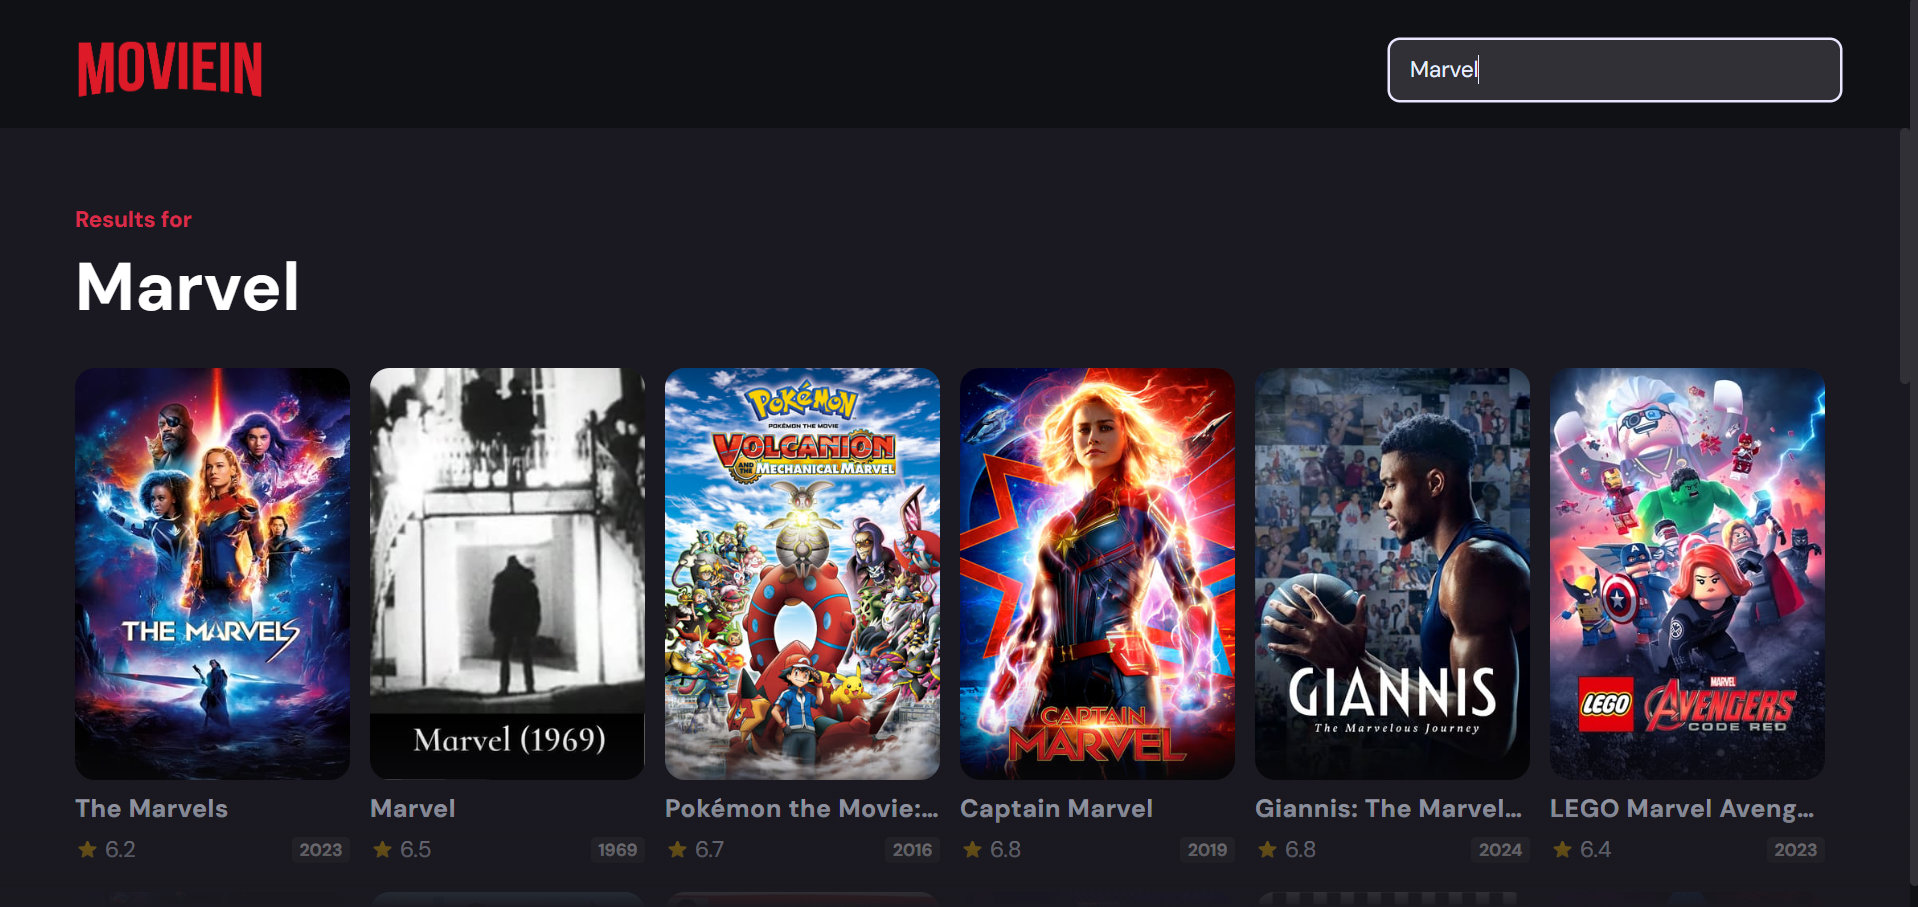 MOVIEIN
Marvel
Results for
Marvel
THE MARVELS
Marvel (1969)
POKÉMON
POKÉMON THE MOVIE
VOLCANION
AND THE MECHANICAL MARVEL
CAPTAIN
MARVEL
GIANNIS
The Marvelous Journey
MARVEL
LEGO AVENGERS
CODE RED
The Marvels
Marvel
Pokémon the Movie:...
Captain Marvel
Giannis: The Marvel...
LEGO Marvel Aveng...
6.2 2023
6.5 1969
6.7 2016
6.8 2019
6.8 2024
6.4 2023